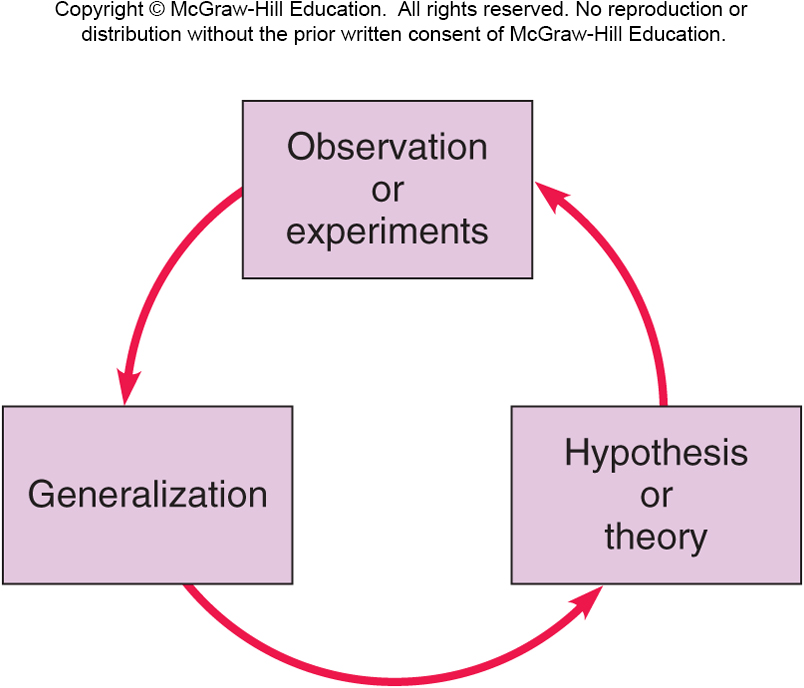 Copyright © McGraw-Hill Education.  All rights reserved. No reproduction or
distribution without the prior written consent of McGraw-Hill Education.
Observation
or
experiments
Generalization
Hypothesis
or
theory